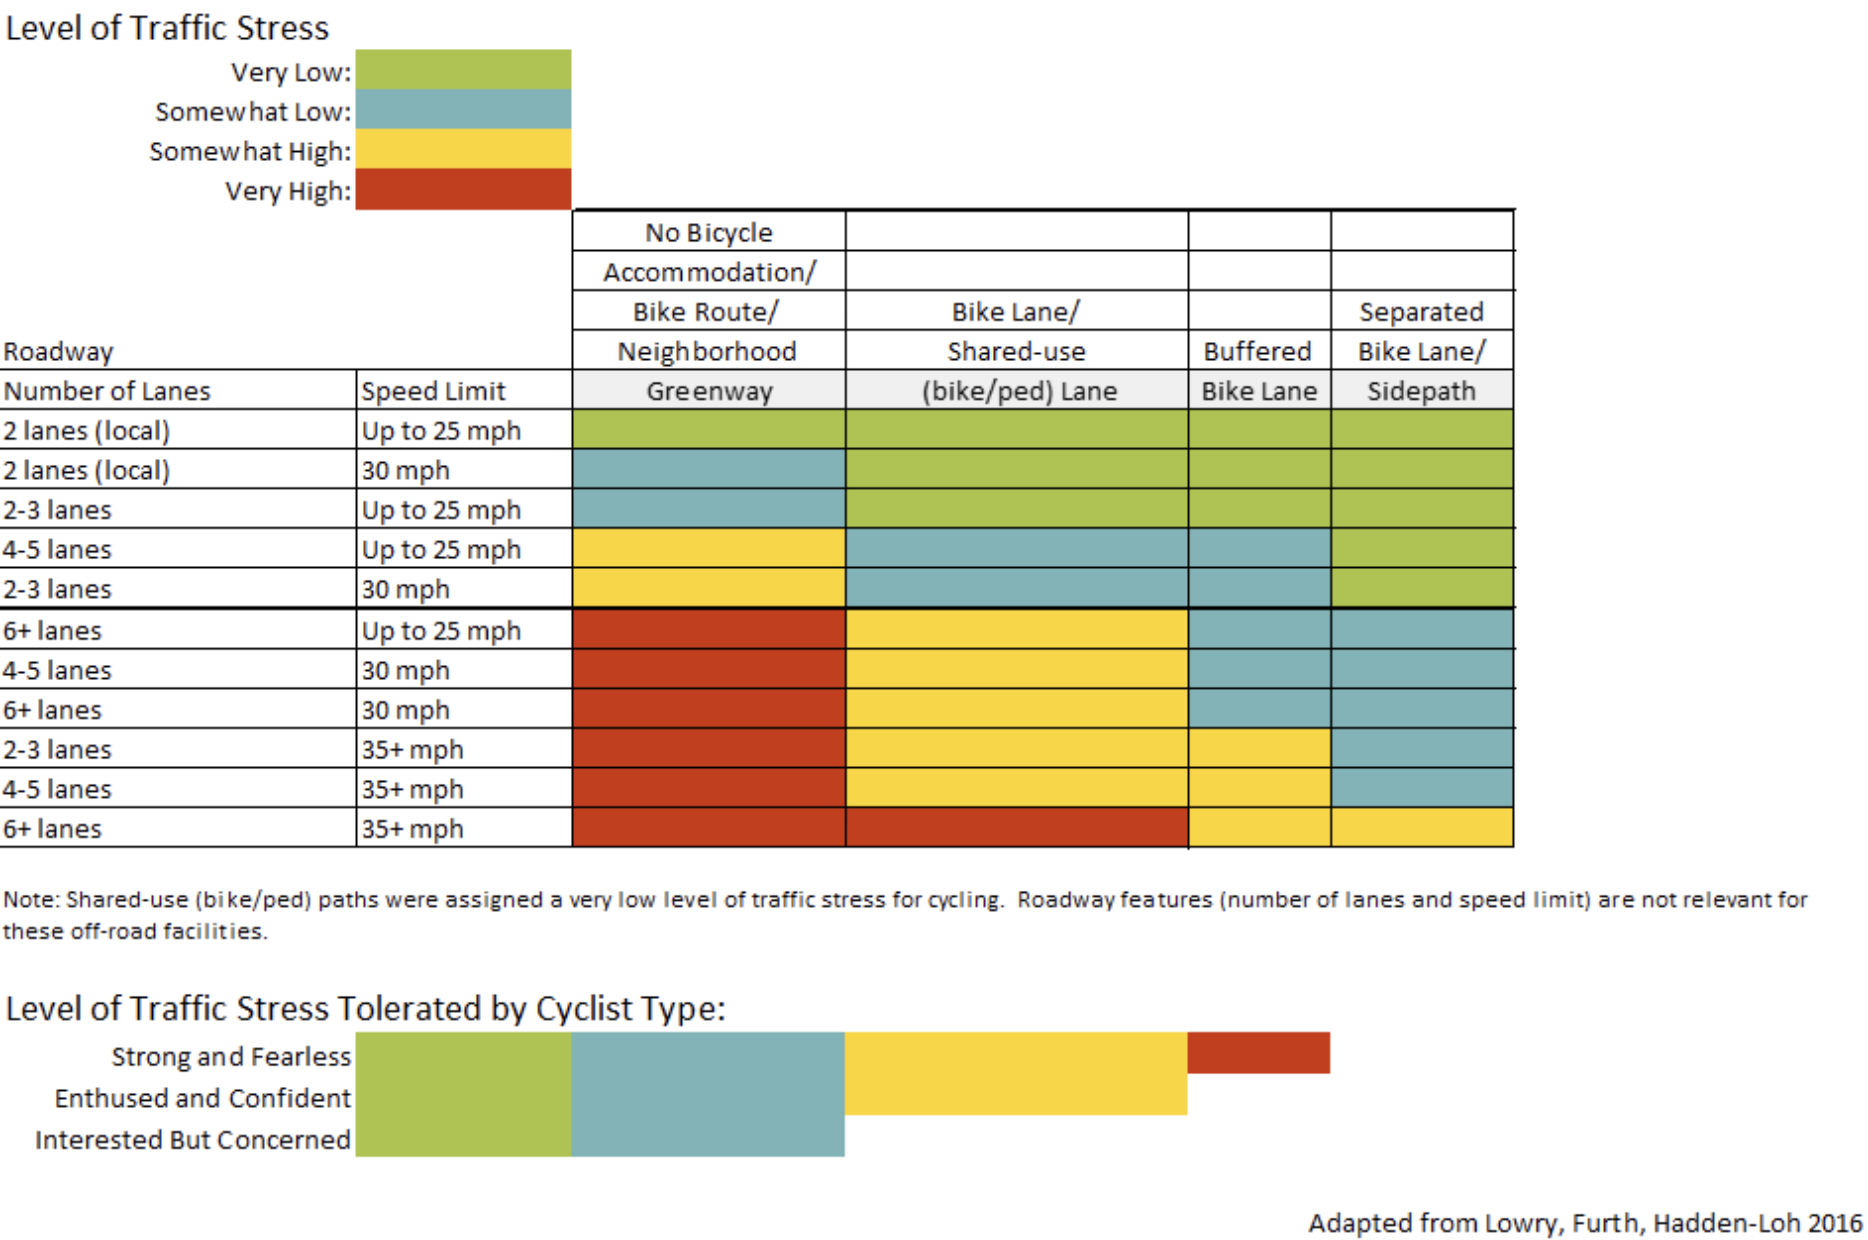 Level of Traffic Stress
Very Low:
Somewhat Low:
Somewhat High:
Very High:
No Bicycle
Accommodation/
Bike Route/ Bike Lane/ Separated
Roadway Neighborhood Shared-use Buffered Bike Lane/
Number of Lanes Speed Limit Greenway (bike/ped) Lane Bike Lane Sidepath
2 lanes (local) Up to 25 mph
2 lanes (local) 30 mph
2-3 lanes Up to 25 mph
4-5 lanes Up to 25 mph
2-3 lanes 30 mph
6+ lanes Up to 25 mph
4-5 lanes 30 mph
6+ lanes 30 mph
2-3 lanes 35+ mph
4-5 lanes 35+ mph
6+ lanes 35+ mph
Note: Shared-use (bike/ped) paths were assigned a very low level of traffic stress for cycling. Roadway features (number of lanes and speed limit) are not relevant for
these off-road facilities.
Level of Traffic Stress Tolerated by Cyclist Type:
Strong and Fearless
Enthused and Confident
Interested But Concerned
Adapted from Lowry, Furth, Hadden-Loh 2016